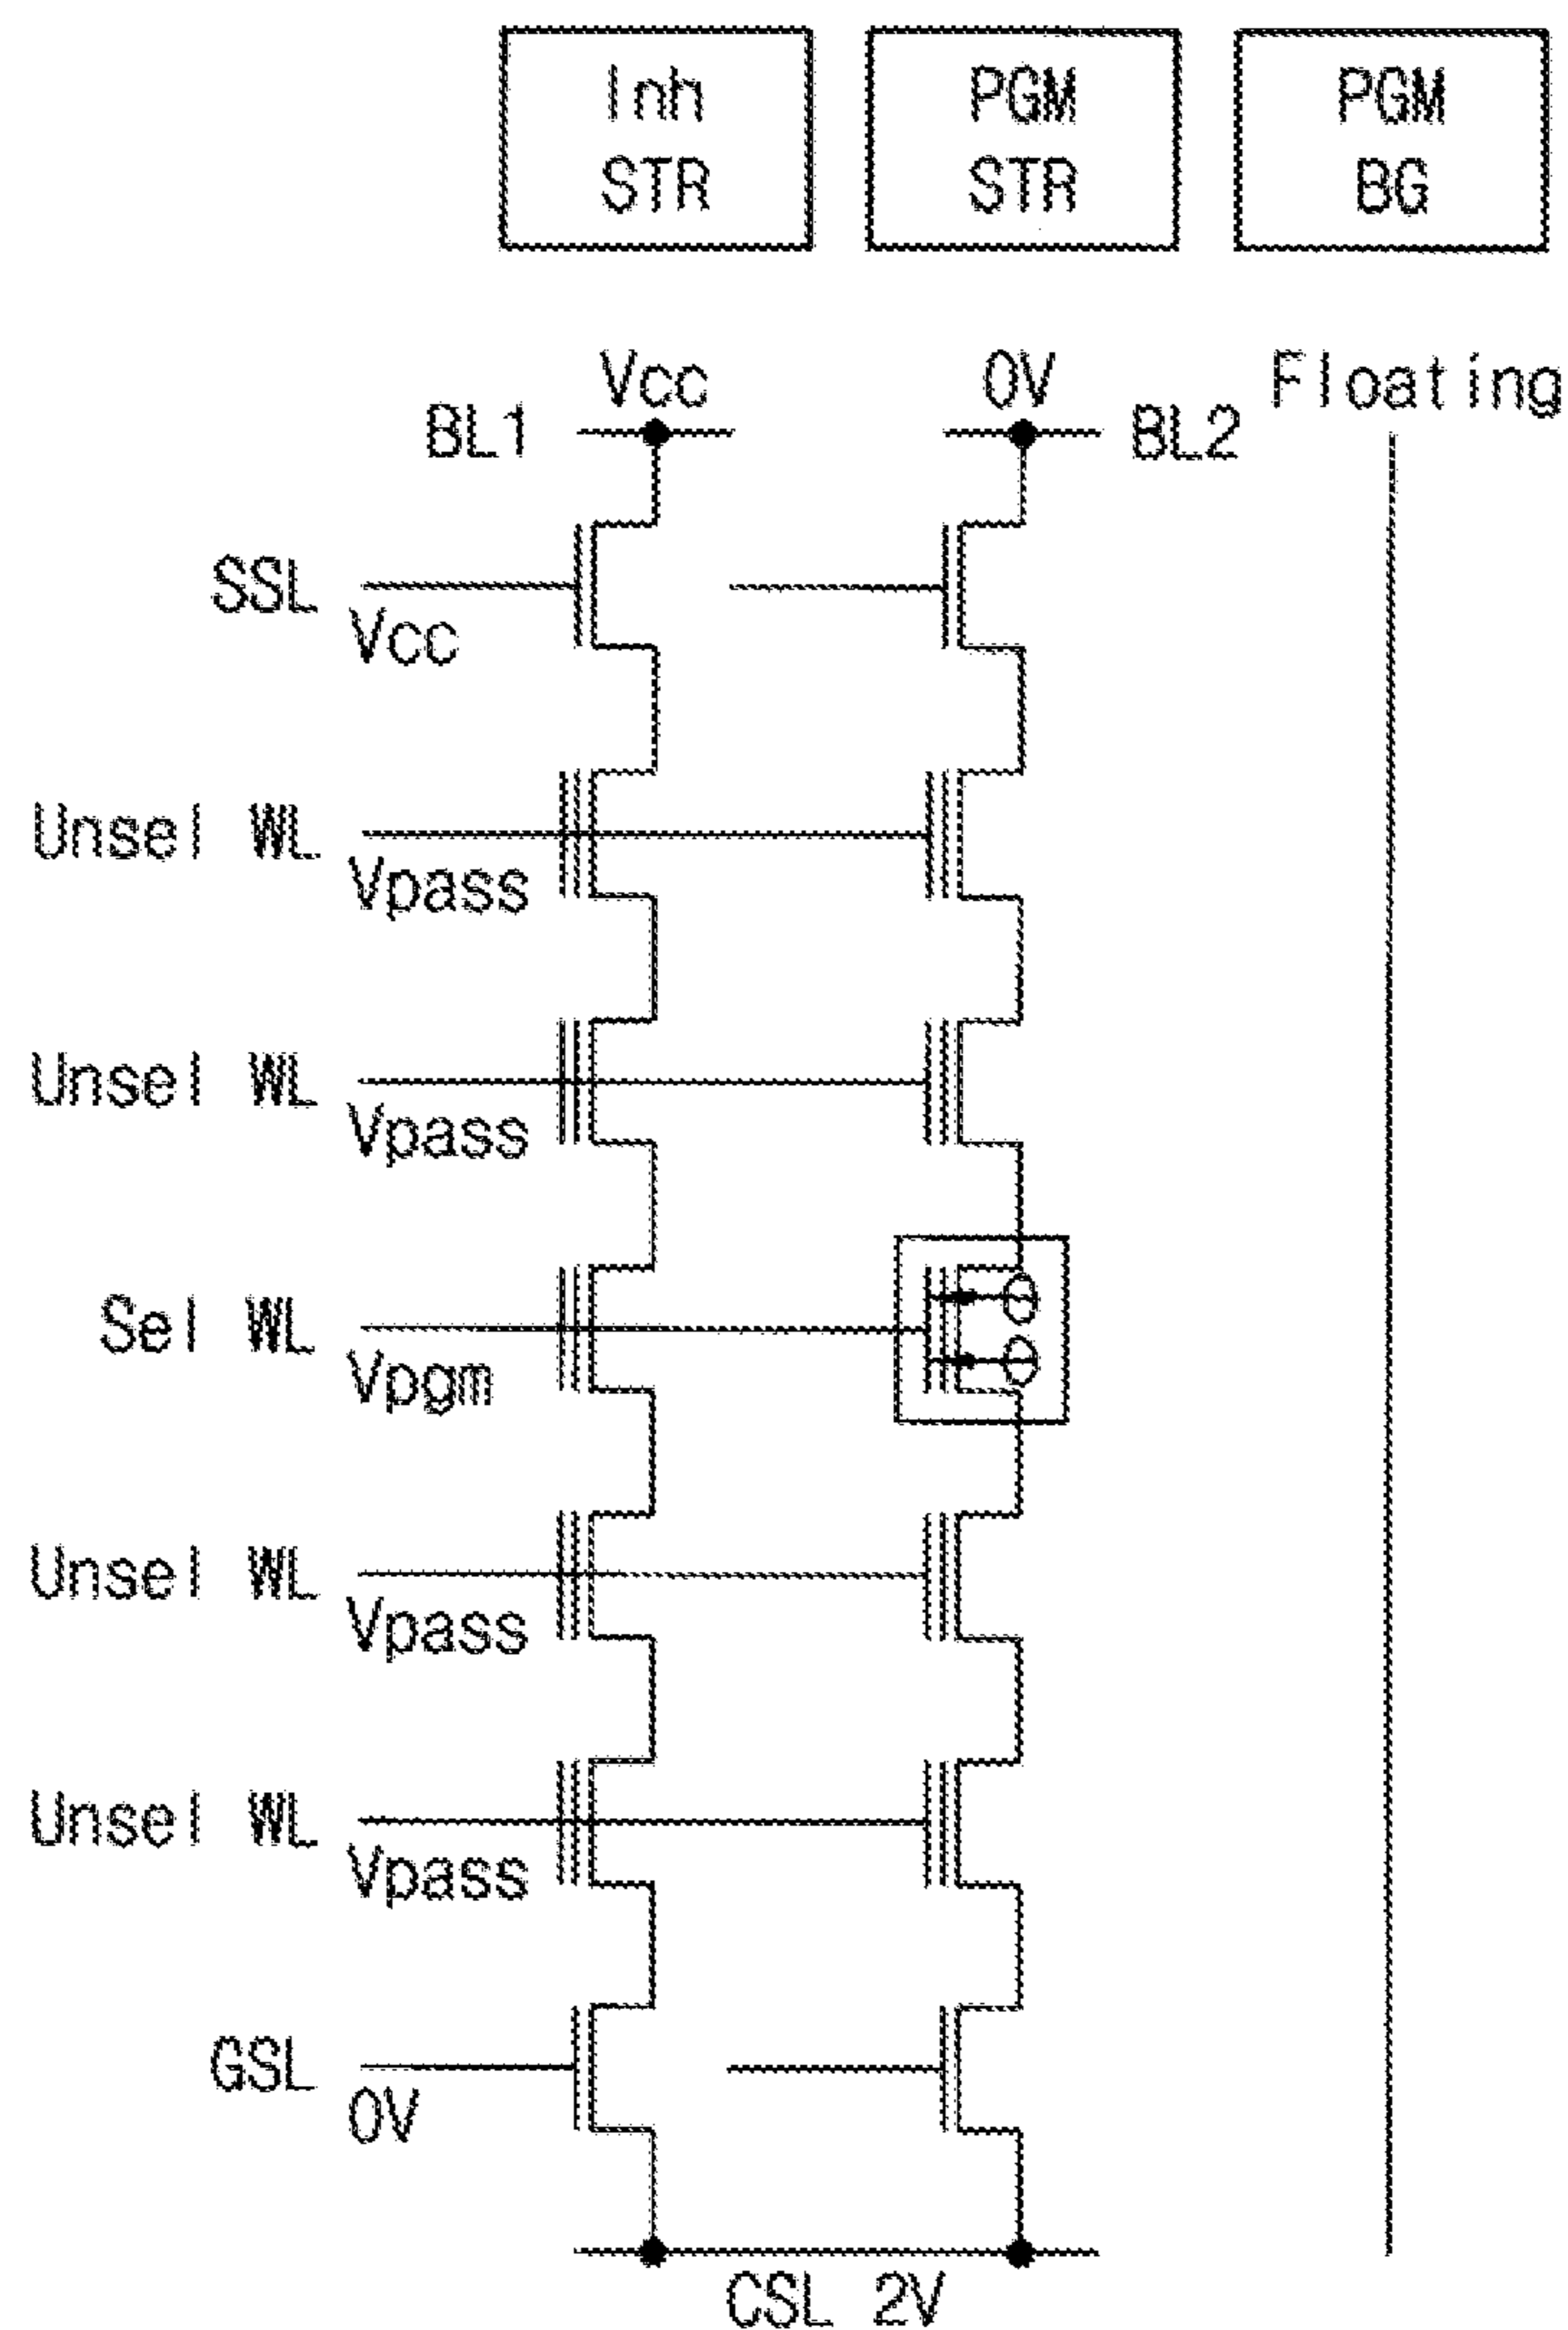 Inh
STR
PGM
STR
PGM
BG
Vcc
0V
Floating
BL1
BL2
SSL
Vcc
Unsel WL
Vpass
Unsel WL
Vpass
Sel WL
Vpgm
Unsel WL
Vpass
Unsel WL
Vpass
GSL
0V
CSL 2V